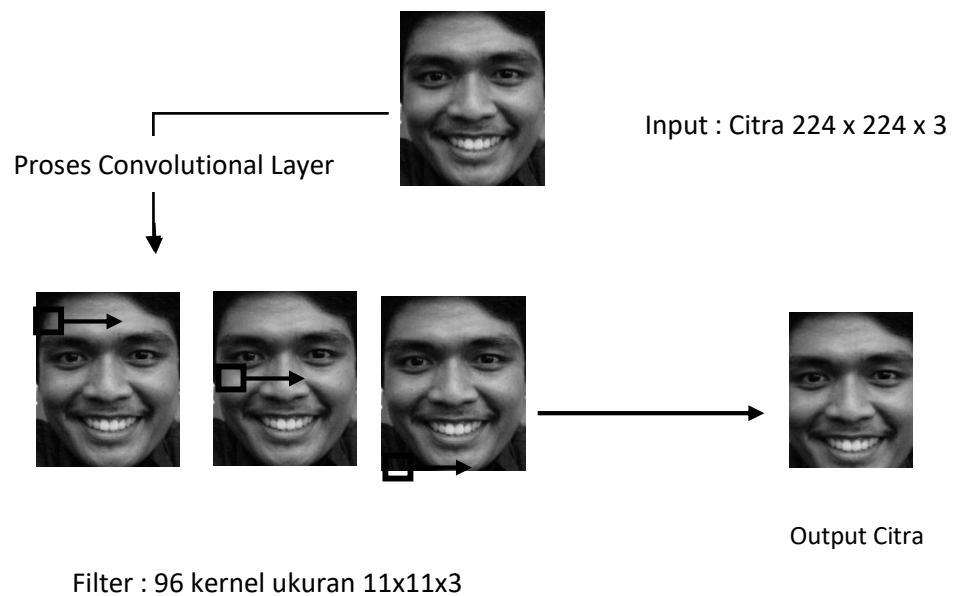 Input : Citra 224 x 224 x 3
Proses Convolutional Layer
Output Citra
Filter : 96 kernel ukuran 11x11x3